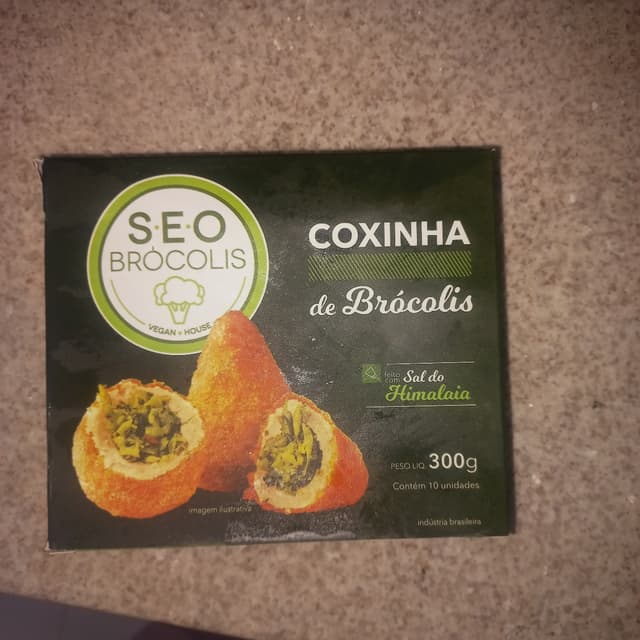 S·E·O
BRÓCOLIS
VEGAN + HOUSE
COXINHA
de Brócolis
feito
com
Sal do
Himalaia
PESO LIQ. 300g
Contém 10 unidades
imagem ilustrativa
indústria brasileira